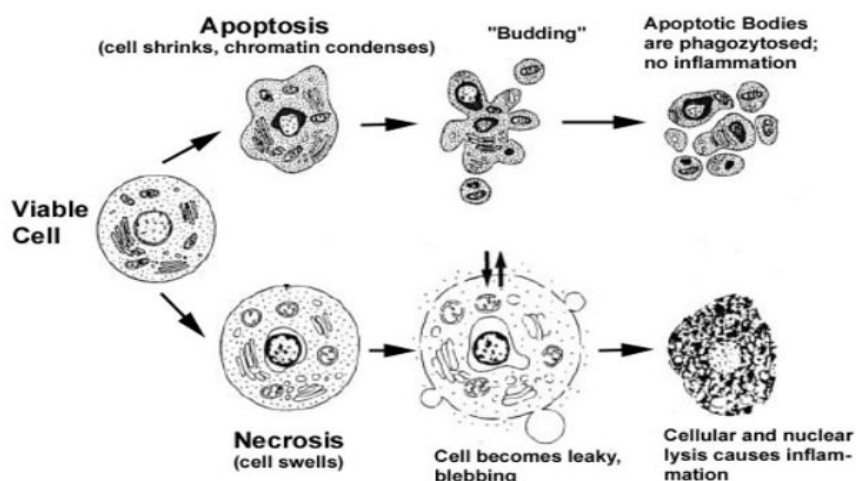 Apoptosis
(cell shrinks, chromatin condenses)
"Budding"
Apoptotic Bodies
are phagozytosed;
no inflammation
Viable
Cell
Necrosis
(cell swells)
Cell becomes leaky,
blebbing
Cellular and nuclear
lysis causes inflam-
mation